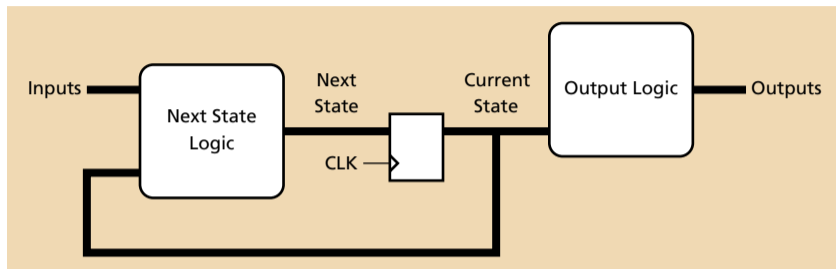 Inputs
Next State
Logic
Next
State
CLK
Current
State
Output Logic
Outputs